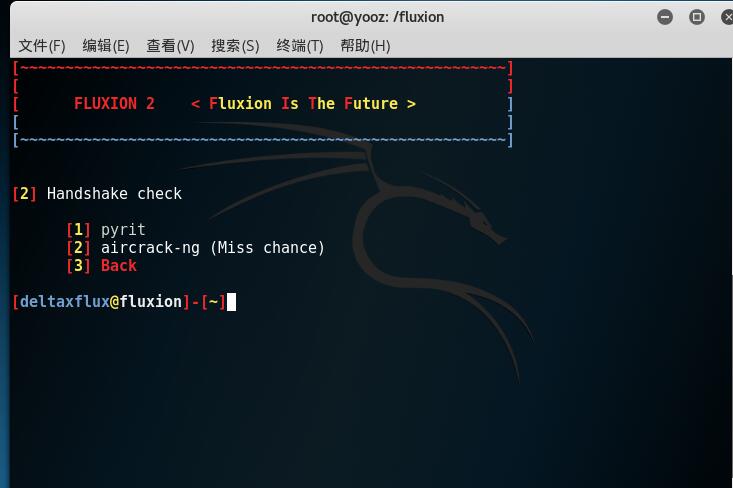 root@yooz: /fluxion
文件(F) 编辑(E) 查看(V) 搜索(S) 终端(T) 帮助(H)
[~~~~~~~~~~~~~~~~~~~~~~~~~~~~~~~~~~~~~~~~~~~~~~~~~~~~~~]
[ ]
[ FLUXION 2 < Fluxion Is The Future > ]
[ ]
[~~~~~~~~~~~~~~~~~~~~~~~~~~~~~~~~~~~~~~~~~~~~~~~~~~~~~~]
[2] Handshake check
[1] pyrit
[2] aircrack-ng (Miss chance)
[3] Back
[deltaxflux@fluxion]-[~]